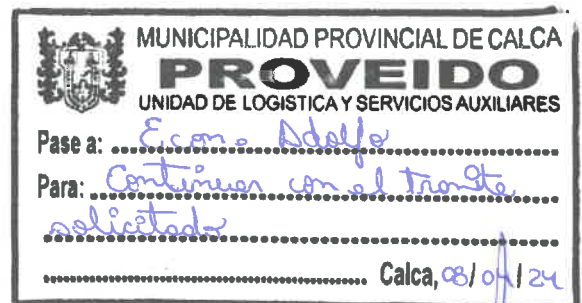 MUNICIPALIDAD PROVINCIAL DE CALCA
PROVEIDO
UNIDAD DE LOGISTICA Y SERVICIOS AUXILIARES
Pase a: Econ. Adolfo
Para: Continuar con el Tramite
solicitado
Calca, 08/04/24